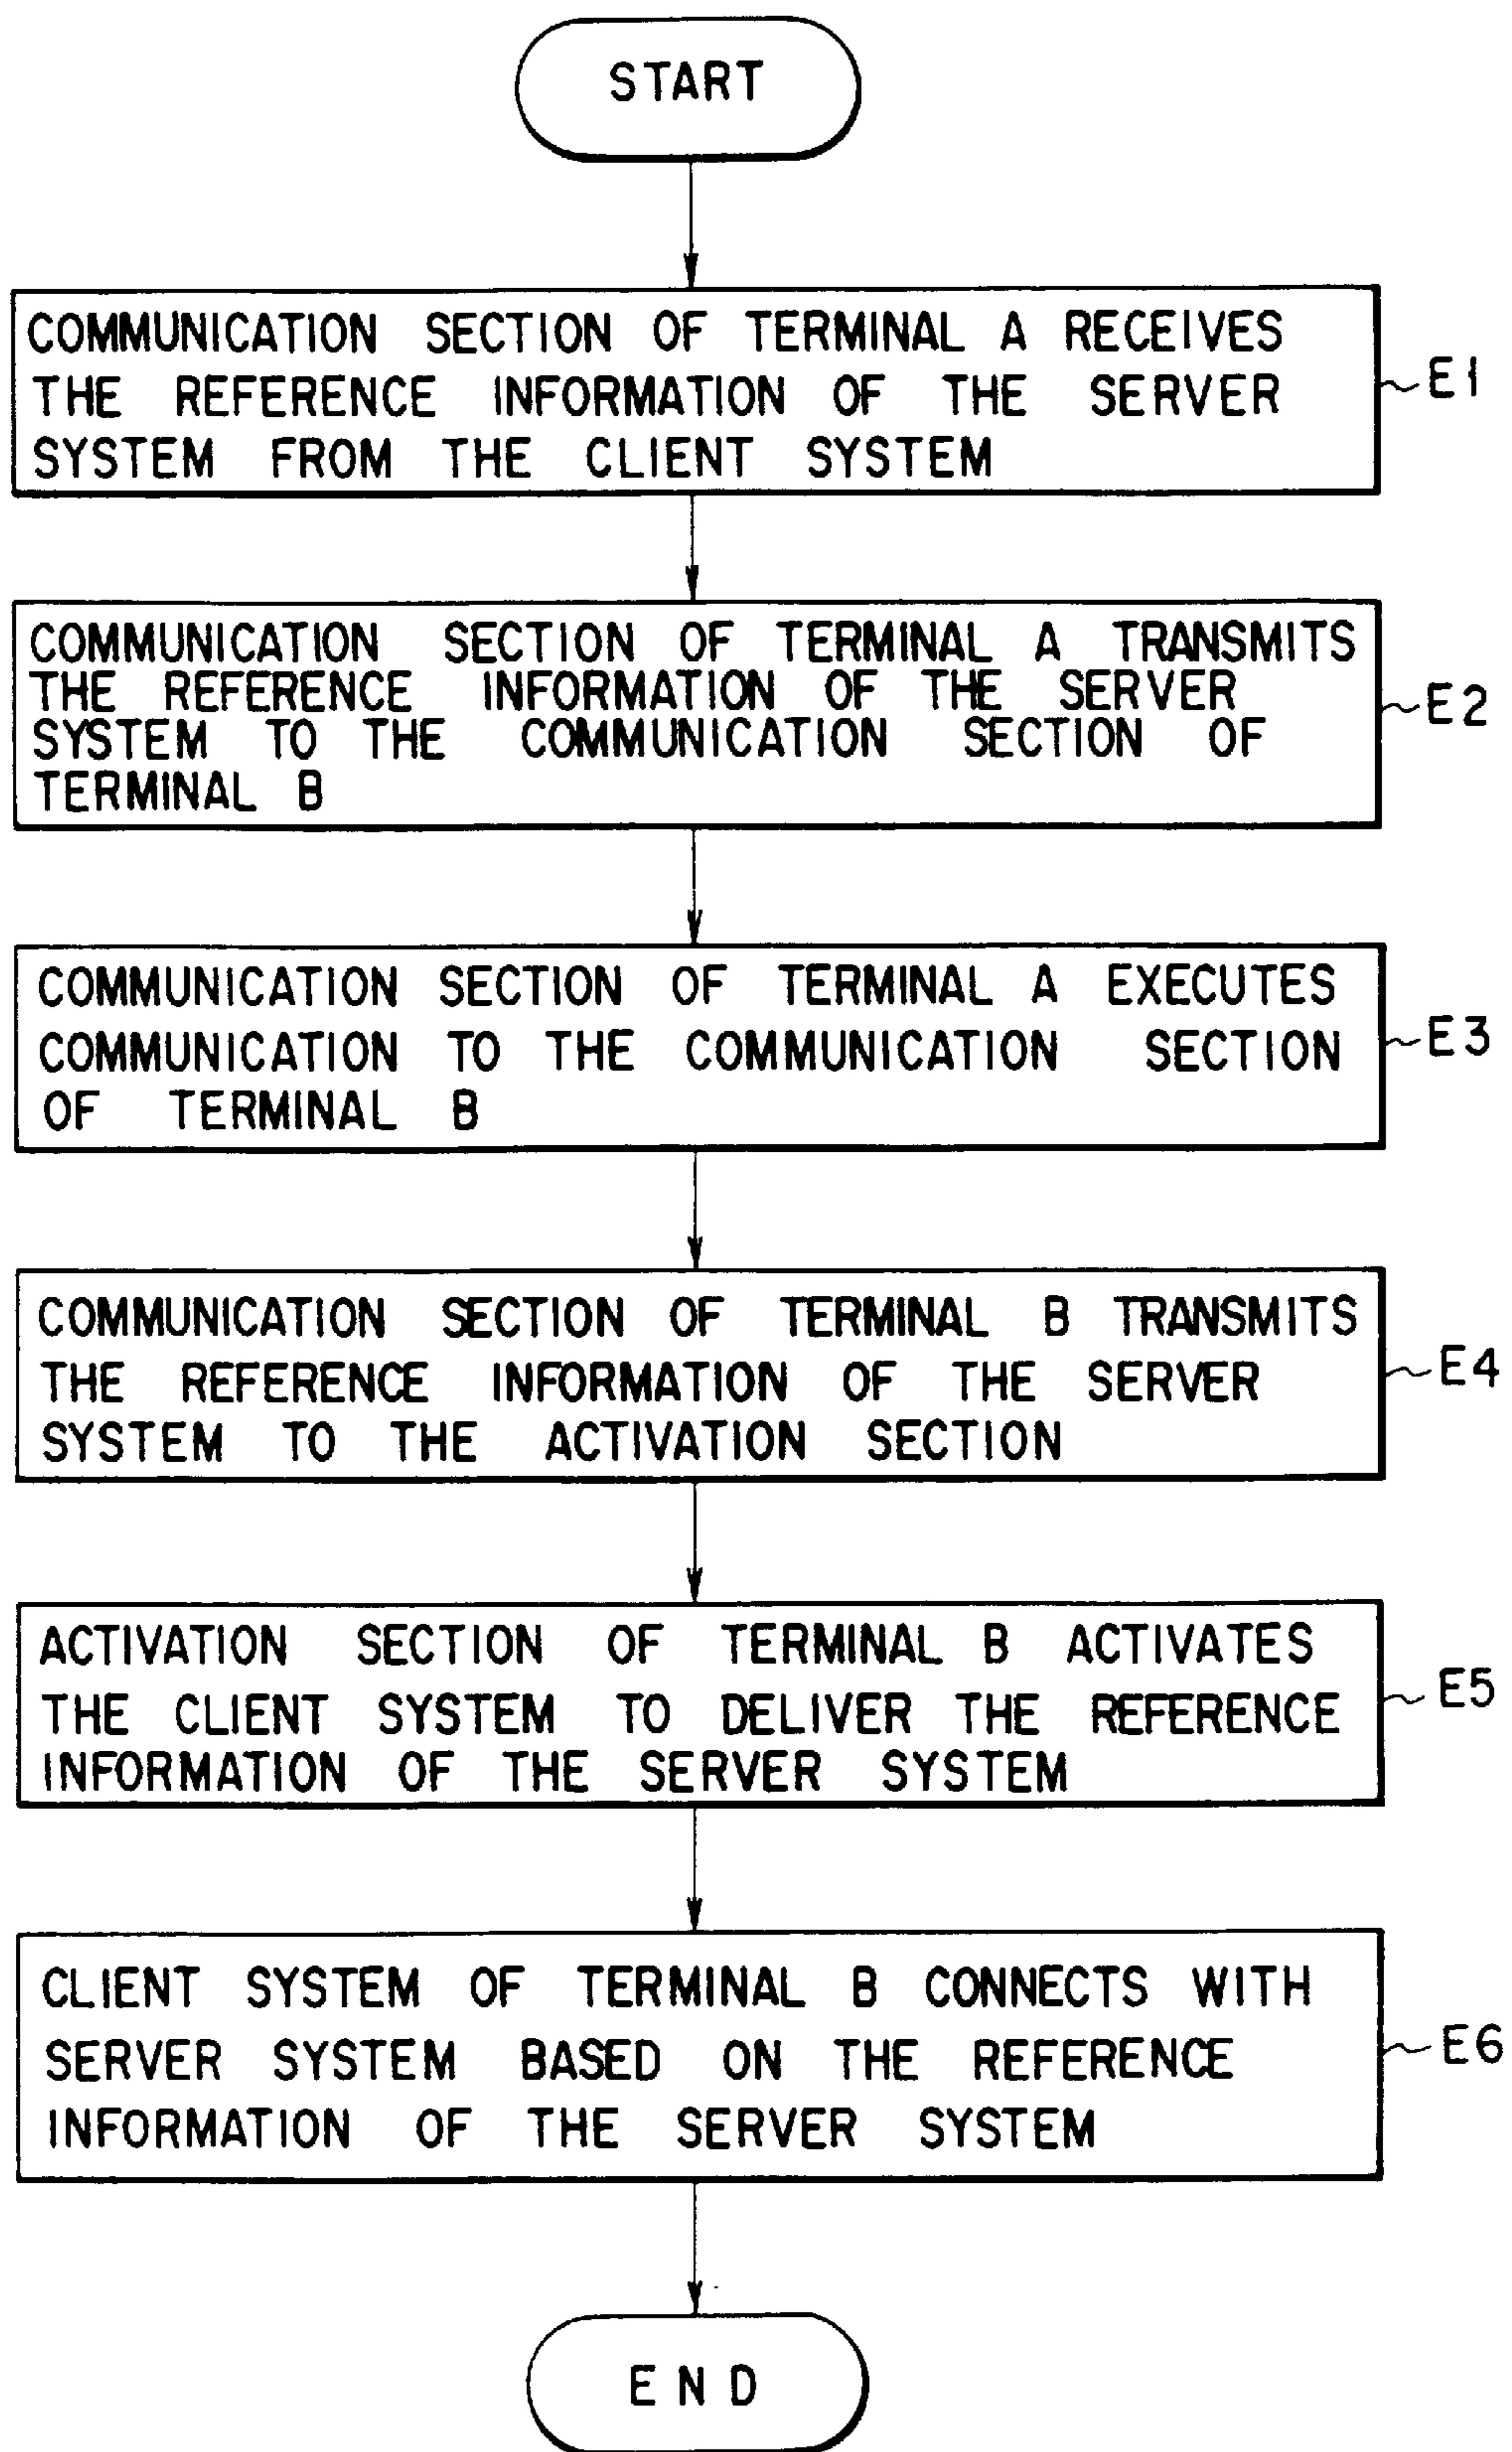 START
COMMUNICATION SECTION OF TERMINAL A RECEIVES
THE REFERENCE INFORMATION OF THE SERVER
SYSTEM FROM THE CLIENT SYSTEM
E1
COMMUNICATION SECTION OF TERMINAL A TRANSMITS
THE REFERENCE INFORMATION OF THE SERVER
SYSTEM TO THE COMMUNICATION SECTION OF
TERMINAL B
E2
COMMUNICATION SECTION OF TERMINAL A EXECUTES
COMMUNICATION TO THE COMMUNICATION SECTION
OF TERMINAL B
E3
COMMUNICATION SECTION OF TERMINAL B TRANSMITS
THE REFERENCE INFORMATION OF THE SERVER
SYSTEM TO THE ACTIVATION SECTION
E4
ACTIVATION SECTION OF TERMINAL B ACTIVATES
THE CLIENT SYSTEM TO DELIVER THE REFERENCE
INFORMATION OF THE SERVER SYSTEM
E5
CLIENT SYSTEM OF TERMINAL B CONNECTS WITH
SERVER SYSTEM BASED ON THE REFERENCE
INFORMATION OF THE SERVER SYSTEM
E6
END